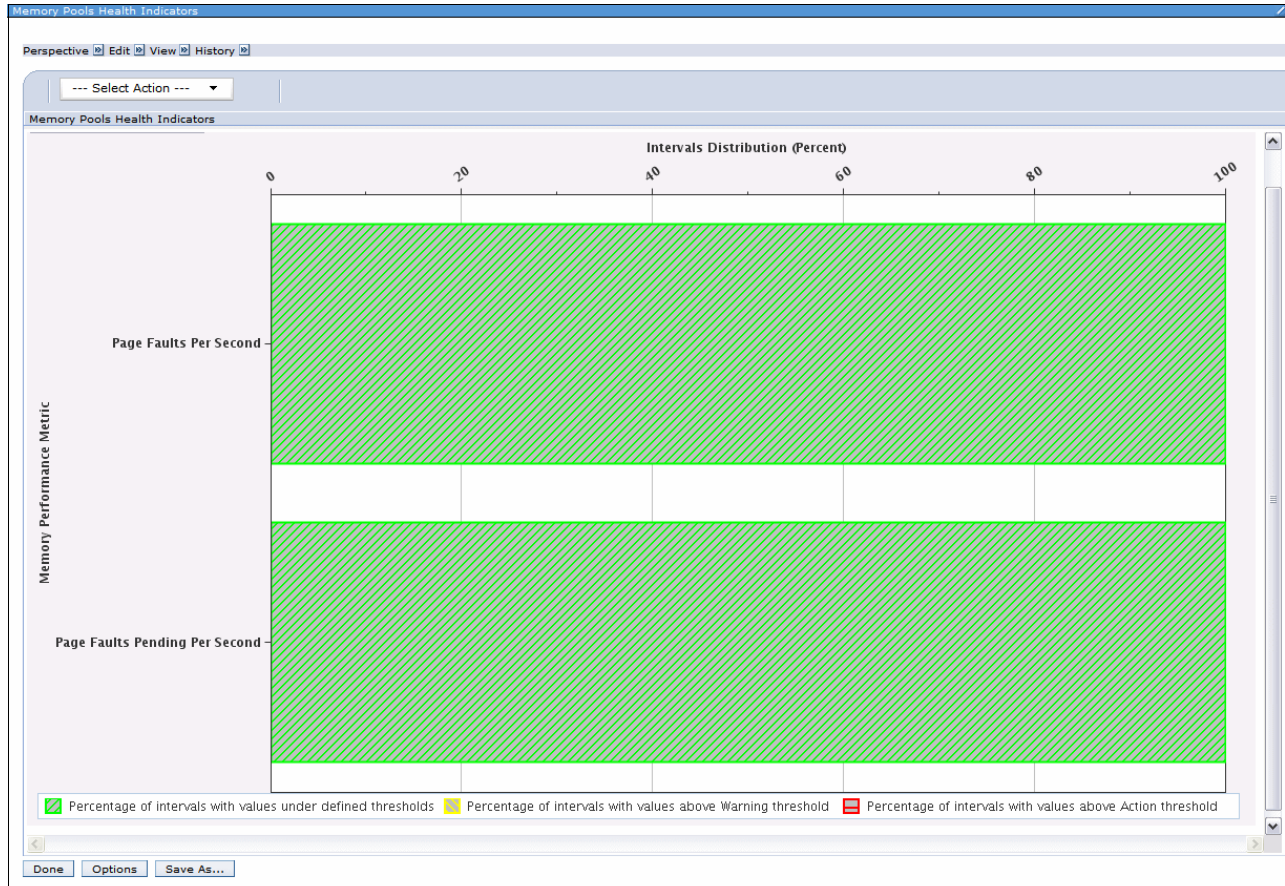 Memory Pools Health Indicators
Perspective Edit View History
--- Select Action ---
Memory Pools Health Indicators
Intervals Distribution (Percent)
0 20 40 60 80 100
Page Faults Per Second
Memory Performance Metric
Page Faults Pending Per Second
Percentage of intervals with values under defined thresholds Percentage of intervals with values above Warning threshold Percentage of intervals with values above Action threshold
Done Options Save As...